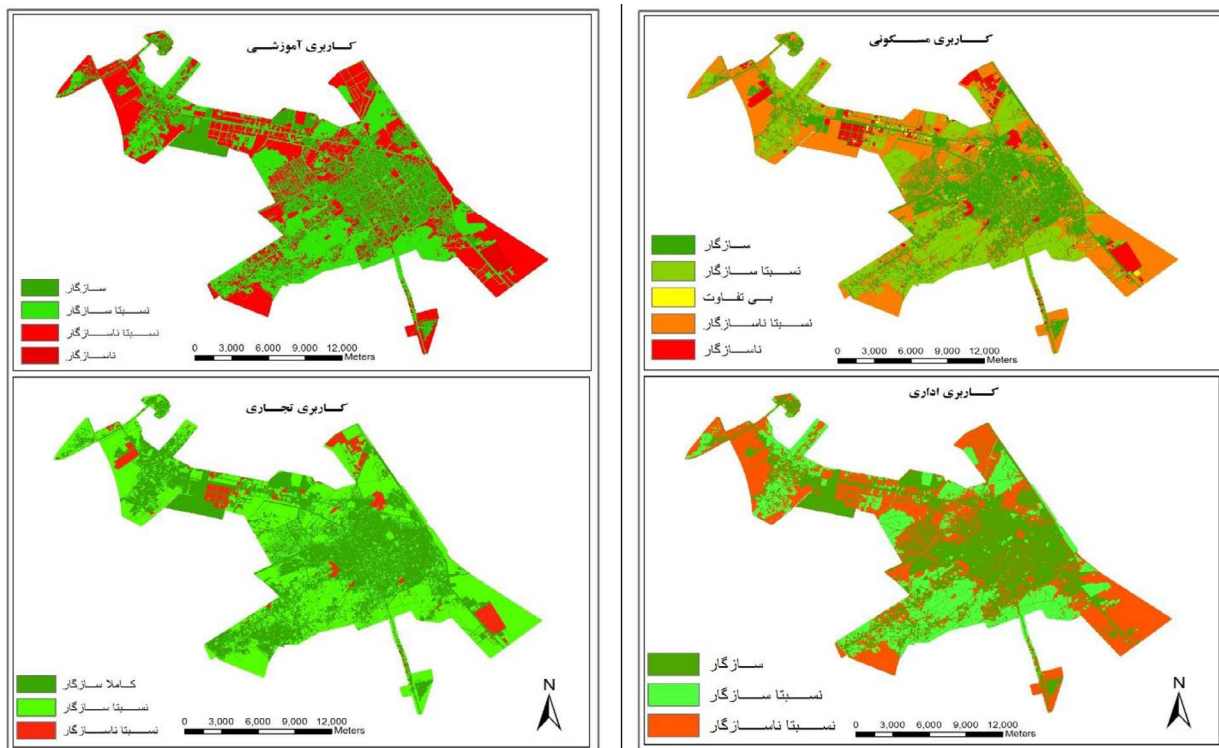 کاربری آموزشی
سازگار
نسبتا سازگار
نسبتا ناسازگار
ناسازگار
0 3,000 6,000 9,000 12,000
Meters
کاربری مسکونی
سازگار
نسبتا سازگار
بی تفاوت
نسبتا ناسازگار
ناسازگار
0 3,000 6,000 9,000 12,000
Meters
کاربری تجاری
کاملا سازگار
نسبتا سازگار
نسبتا ناسازگار
0 3,000 6,000 9,000 12,000
Meters
N
کاربری اداری
سازگار
نسبتا سازگار
نسبتا ناسازگار
0 3,000 6,000 9,000 12,000
Meters
N